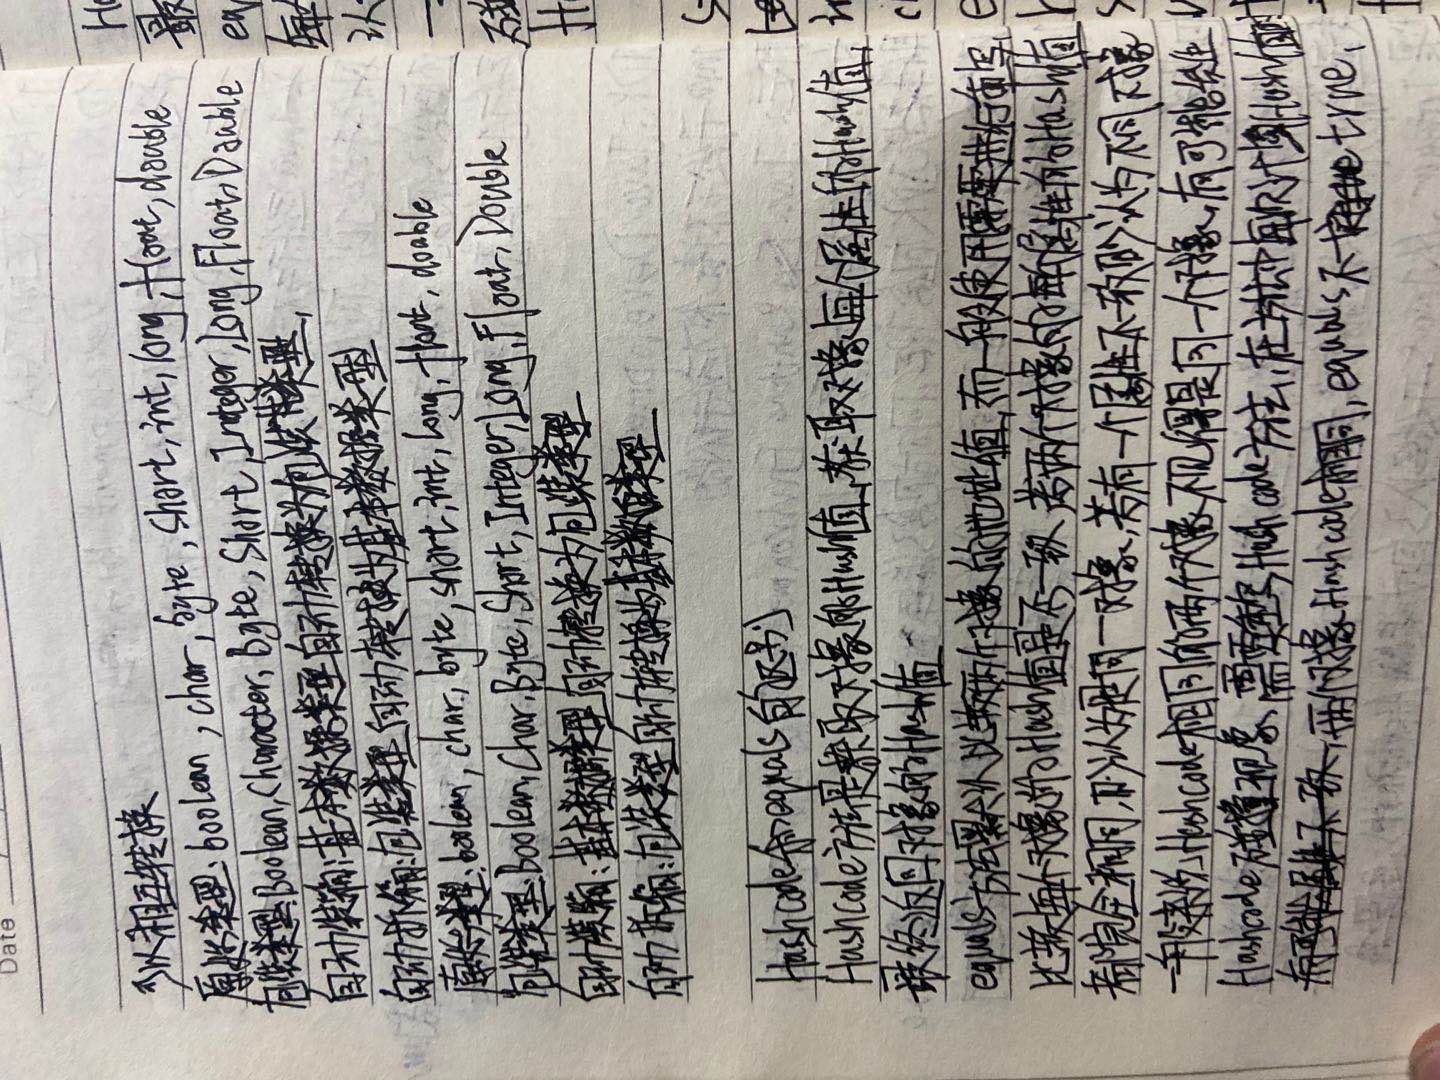 Date
可以相互转换
原始类型:boolean,char,byte,short,int,long,float,double
包装类型:Boolean,Character,Byte,Short,Integer,Long,Float,Double
自动装箱:基本数据类型自动转换为包装类型,
自动拆箱:包装类型自动转换为基本数据类型
原始类型:boolean,char,byte,short,int,long,float,double
包装类型:Boolean,Char,Byte,Short,Integer,Long,Float,Double
自动装箱:基本数据类型自动转换为包装类型
自动拆箱:包装类型自动转换为基本数据类型
Hashcode和equals的区别
Hashcode方法是获取对象的Hash值,获取对象每个属性的Hash值,
最终返回对象的Hash值
equals方法默认比较两个对象的地址值,而一般使用需要进行重写,
比较每个对象的Hash值是不一致 若两个对象的每个属性的Hash值
都完全相同,则认为是同一对象,若有一个属性不一致则认为不同对象
一般来说,Hashcode相同的两个对象不见得是同一个对象,有可能发生
Hashcode碰撞现象,需要重写Hashcode方法,在方法中每次计算Hash值时
两个对象Hashcode相同,equals不一定true,